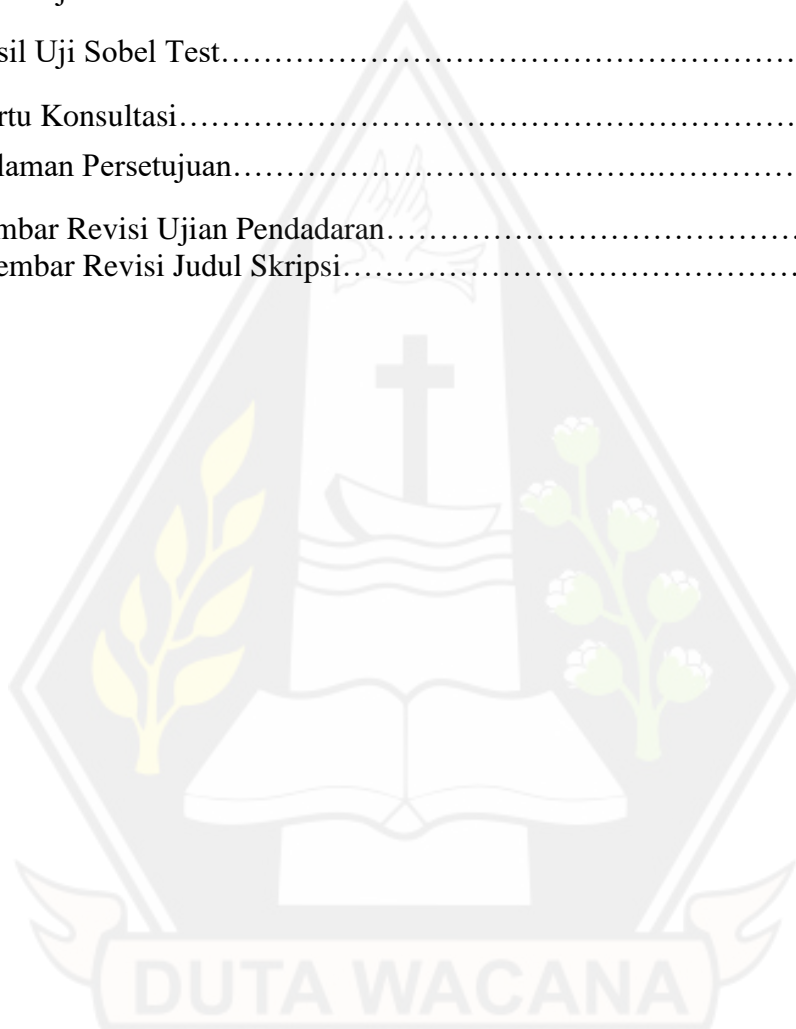 sil Uji Sobel Test……………………………………………………
rtu Konsultasi…………………………………………………………
laman Persetujuan………………………………………..……………
mbar Revisi Ujian Pendadaran…………………………………………
embar Revisi Judul Skripsi……………………………………………
DUTA WACANA